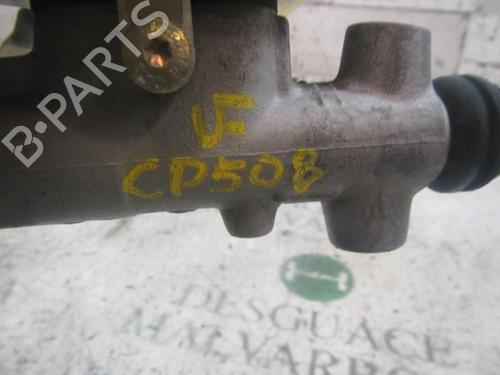 B-PARTS
VF
CP508
DESGUACE
MALVARRO